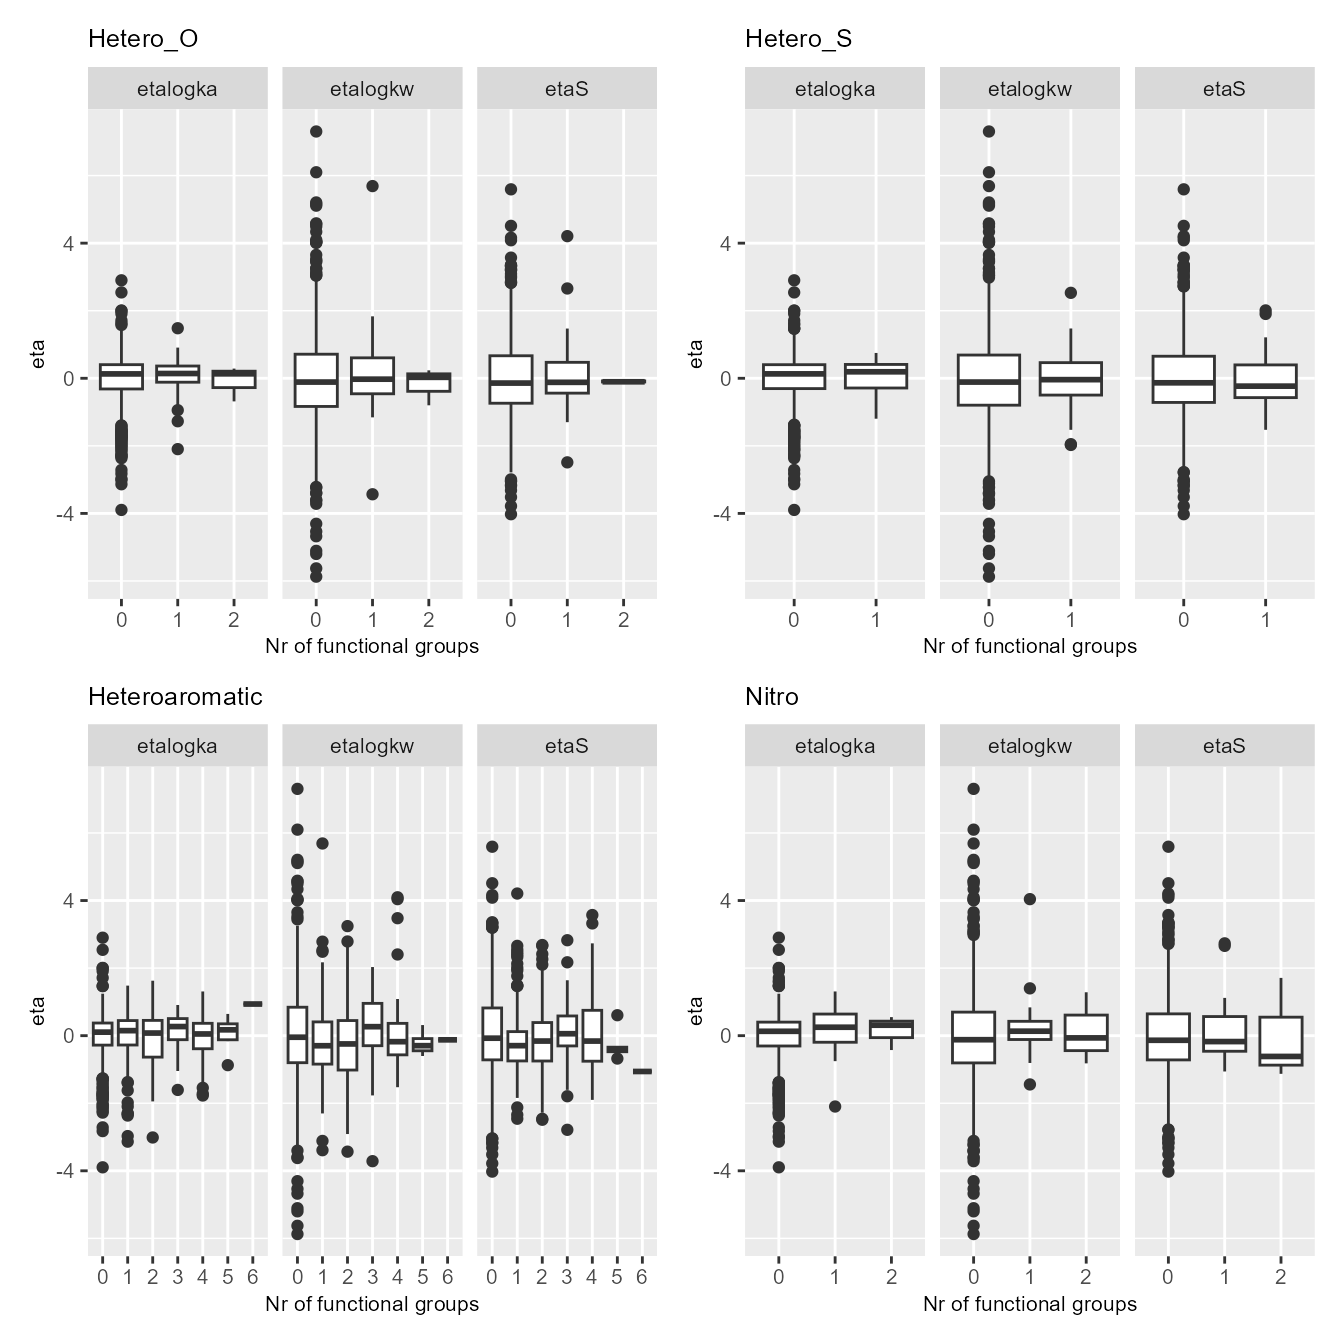 Hetero_O
etalogka etalogkw etaS
4
0
-4
eta
0 1 2 0 1 2 0 1 2
Nr of functional groups
Hetero_S
etalogka etalogkw etaS
4
0
-4
eta
0 1 0 1 0 1
Nr of functional groups
Heteroaromatic
etalogka etalogkw etaS
4
0
-4
eta
0 1 2 3 4 5 6 0 1 2 3 4 5 6 0 1 2 3 4 5 6
Nr of functional groups
Nitro
etalogka etalogkw etaS
4
0
-4
eta
0 1 2 0 1 2 0 1 2
Nr of functional groups